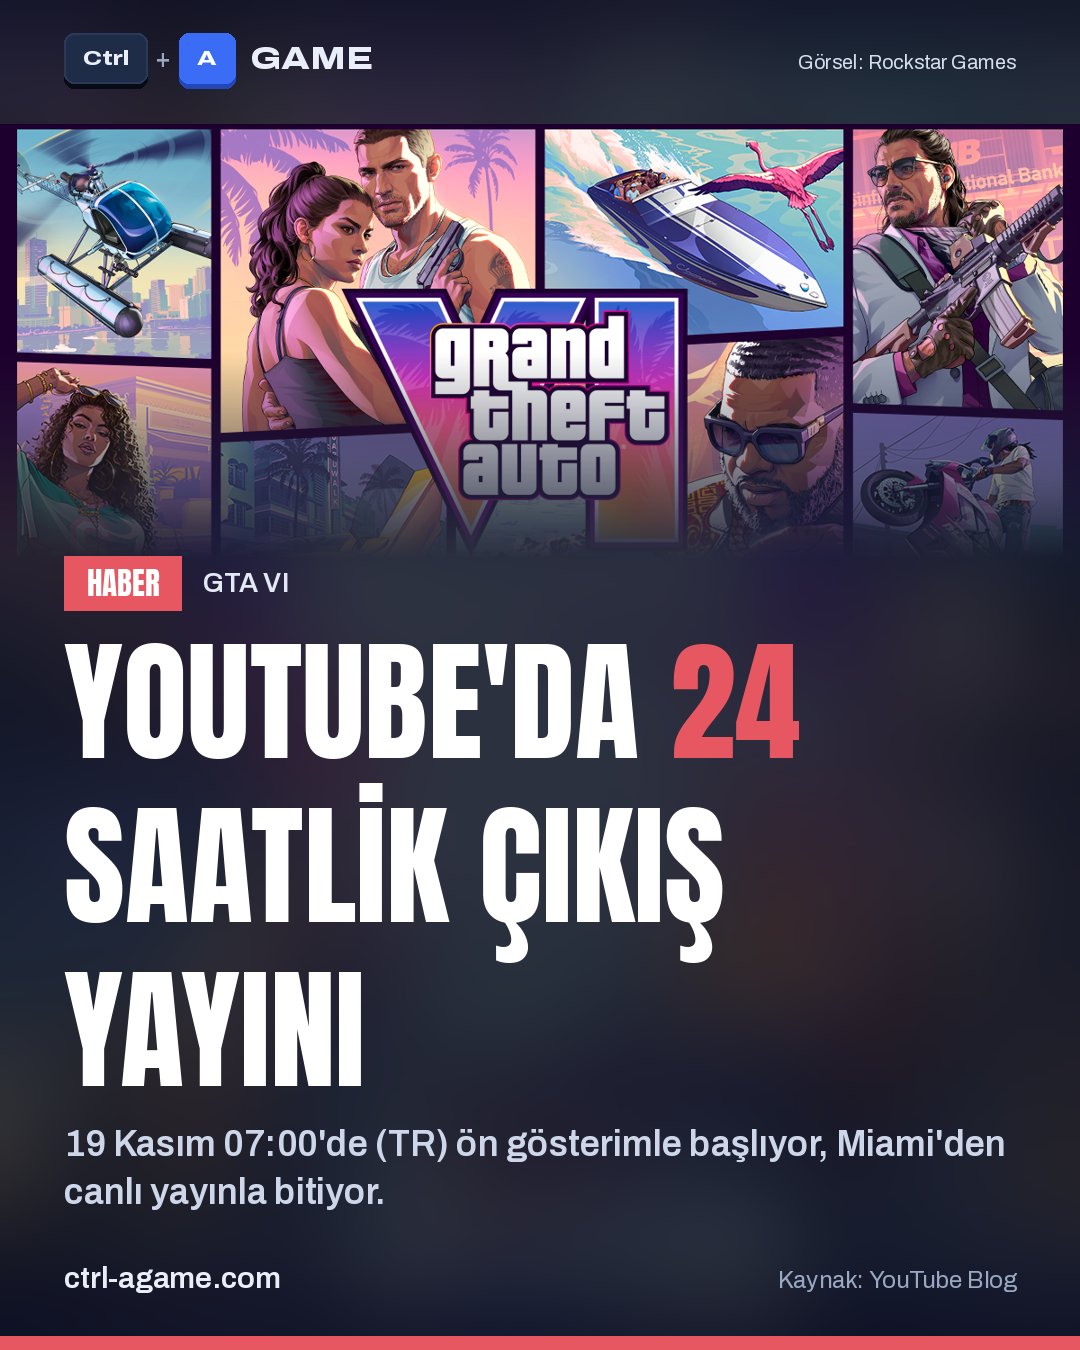 Ctrl + A GAME
Görsel: Rockstar Games
grand
theft
auto
VI
HABER GTA VI
YOUTUBE'DA 24
SAATLİK ÇIKIŞ
YAYINI
19 Kasım 07:00'de (TR) ön gösterimle başlıyor, Miami'den
canlı yayınla bitiyor.
ctrl-agame.com
Kaynak: YouTube Blog